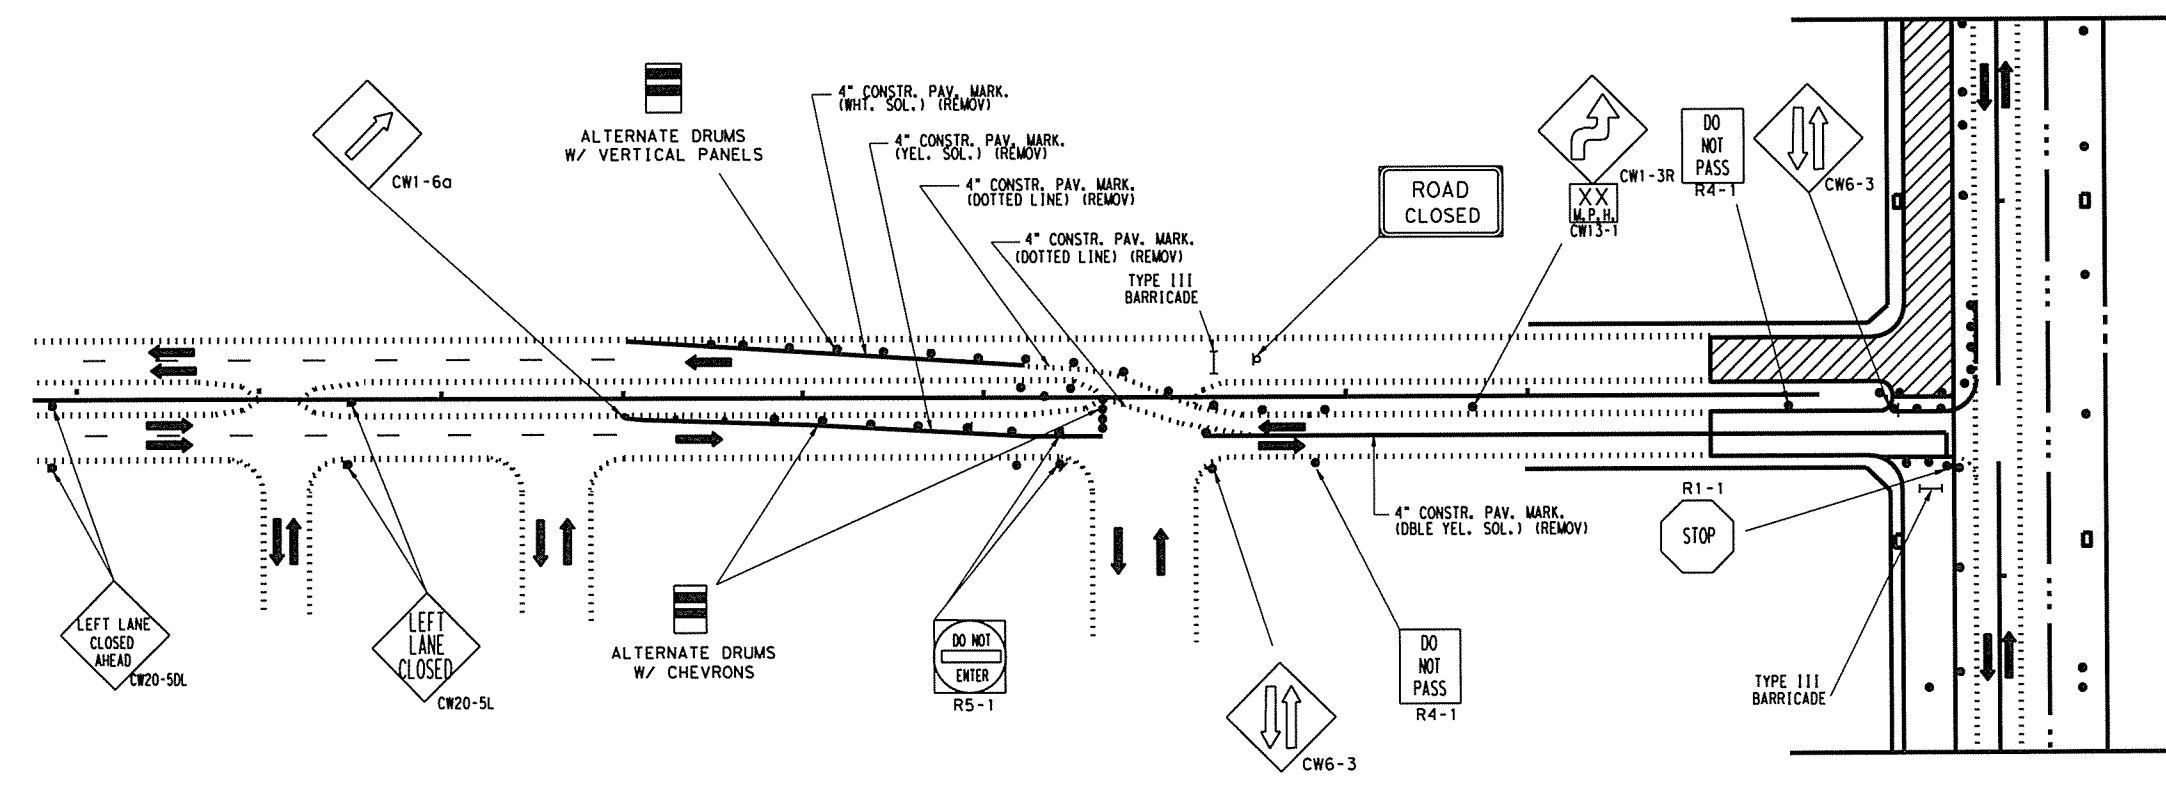 4" CONSTR. PAV. MARK.
(WHT. SOL.) (REMOV)
ALTERNATE DRUMS
W/ VERTICAL PANELS
4" CONSTR. PAV. MARK.
(YEL. SOL.) (REMOV)
CW1-6a
4" CONSTR. PAV. MARK.
(DOTTED LINE) (REMOV)
4" CONSTR. PAV. MARK.
(DOTTED LINE) (REMOV)
TYPE III
BARRICADE
ROAD
CLOSED
CW1-3R
XX
M.P.H.
CW13-1
DO
NOT
PASS
R4-1
CW6-3
4" CONSTR. PAV. MARK.
(DBLE YEL. SOL.) (REMOV)
R1-1
STOP
LEFT LANE
CLOSED
AHEAD
CW20-5DL
LEFT
LANE
CLOSED
CW20-5L
ALTERNATE DRUMS
W/ CHEVRONS
DO NOT
ENTER
R5-1
CW6-3
DO
NOT
PASS
R4-1
TYPE III
BARRICADE